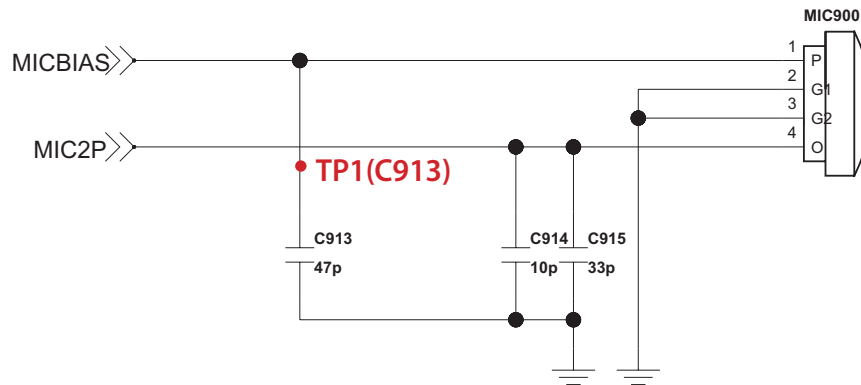 MIC900
MICBIAS
1
P
2
G1
3
G2
MIC2P
4
O
TP1(C913)
C913
47p
C914
10p
C915
33p